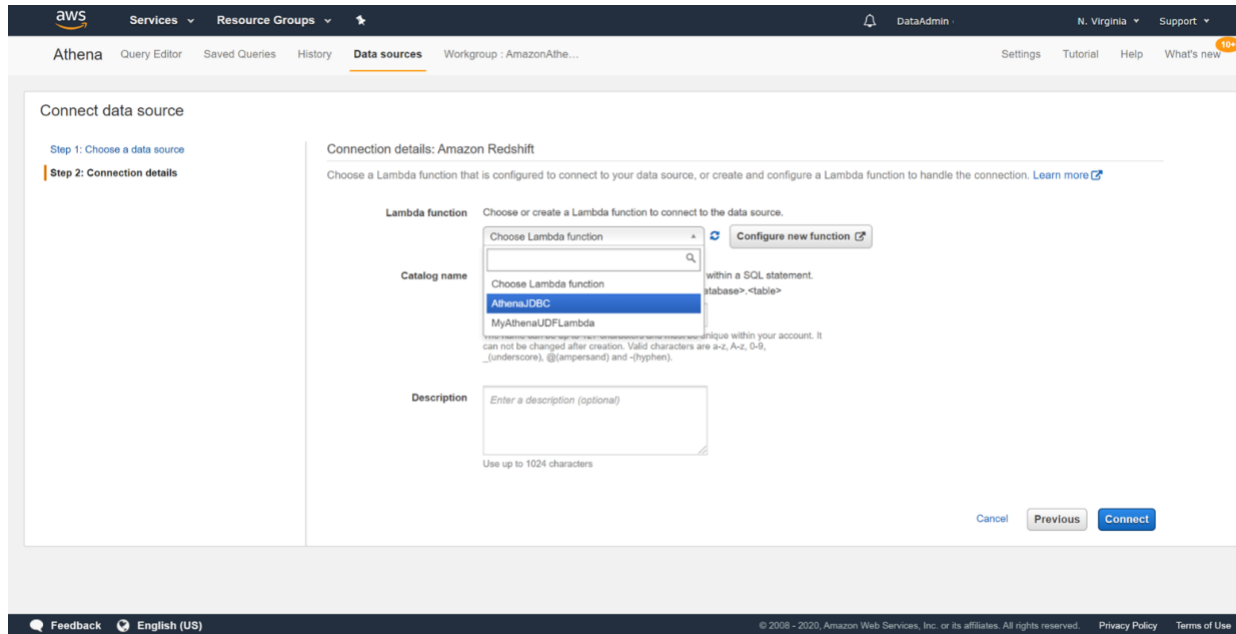 aws Services Resource Groups DataAdmin N. Virginia Support
Athena Query Editor Saved Queries History Data sources Workgroup : AmazonAthe... Settings Tutorial Help What's new 10+
Connect data source
Step 1: Choose a data source
Step 2: Connection details
Connection details: Amazon Redshift
Choose a Lambda function that is configured to connect to your data source, or create and configure a Lambda function to handle the connection. Learn more
Lambda function Choose or create a Lambda function to connect to the data source.
Choose Lambda function Configure new function
Catalog name within a SQL statement.
Choose Lambda function atabase>.<table>
AthenaJDBC
MyAthenaUDFLambda
unique within your account. It
can not be changed after creation. Valid characters are a-z, A-z, 0-9,
_(underscore), @(ampersand) and -(hyphen).
Description Enter a description (optional)
Use up to 1024 characters
Cancel Previous Connect
Feedback English (US) © 2008 - 2020, Amazon Web Services, Inc. or its affiliates. All rights reserved. Privacy Policy Terms of Use